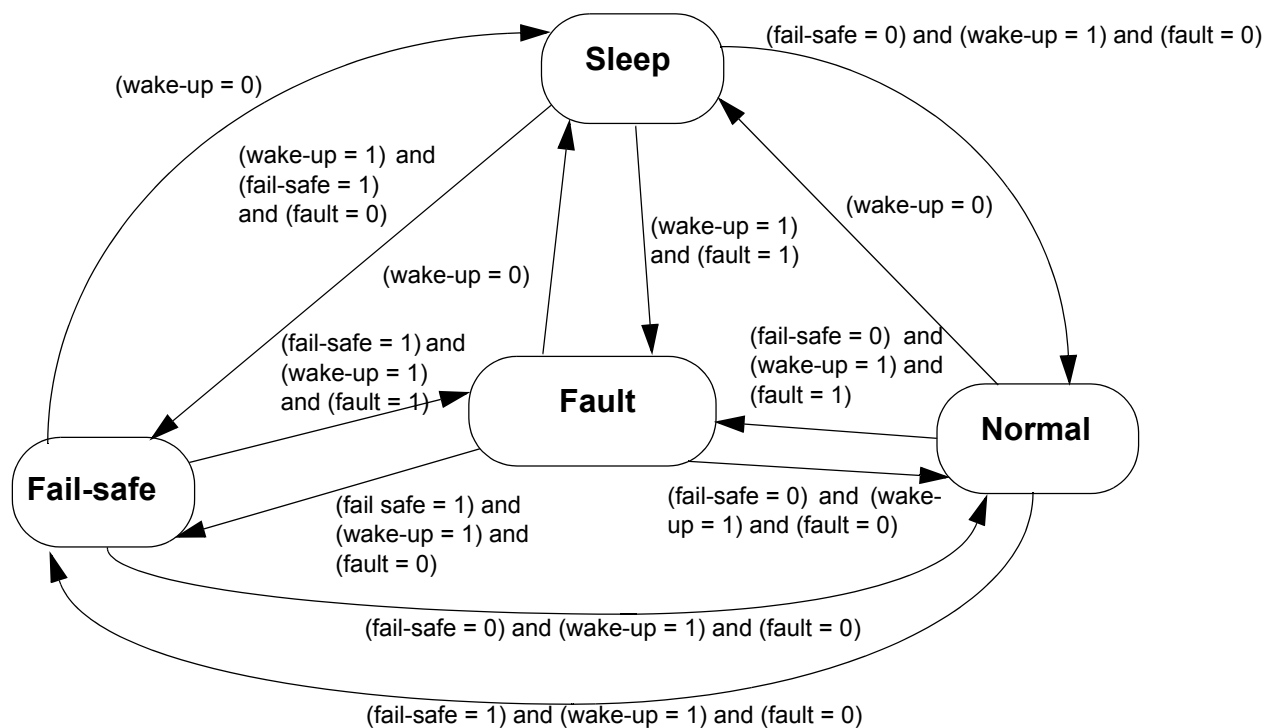 (fail-safe = 0) and (wake-up = 1) and (fault = 0)
Sleep
(wake-up = 0)
(wake-up = 1) and
(fail-safe = 1)
and (fault = 0)
(wake-up = 0)
(wake-up = 1)
and (fault = 1)
(wake-up = 0)
(fail-safe = 1) and
(wake-up = 1)
and (fault = 1)
(fail-safe = 0) and
(wake-up = 1) and
(fault = 1)
Fault
Normal
Fail-safe
(fail safe = 1) and
(wake-up = 1) and
(fault = 0)
(fail-safe = 0) and (wake-
up = 1) and (fault = 0)
(fail-safe = 0) and (wake-up = 1) and (fault = 0)
(fail-safe = 1) and (wake-up = 1) and (fault = 0)